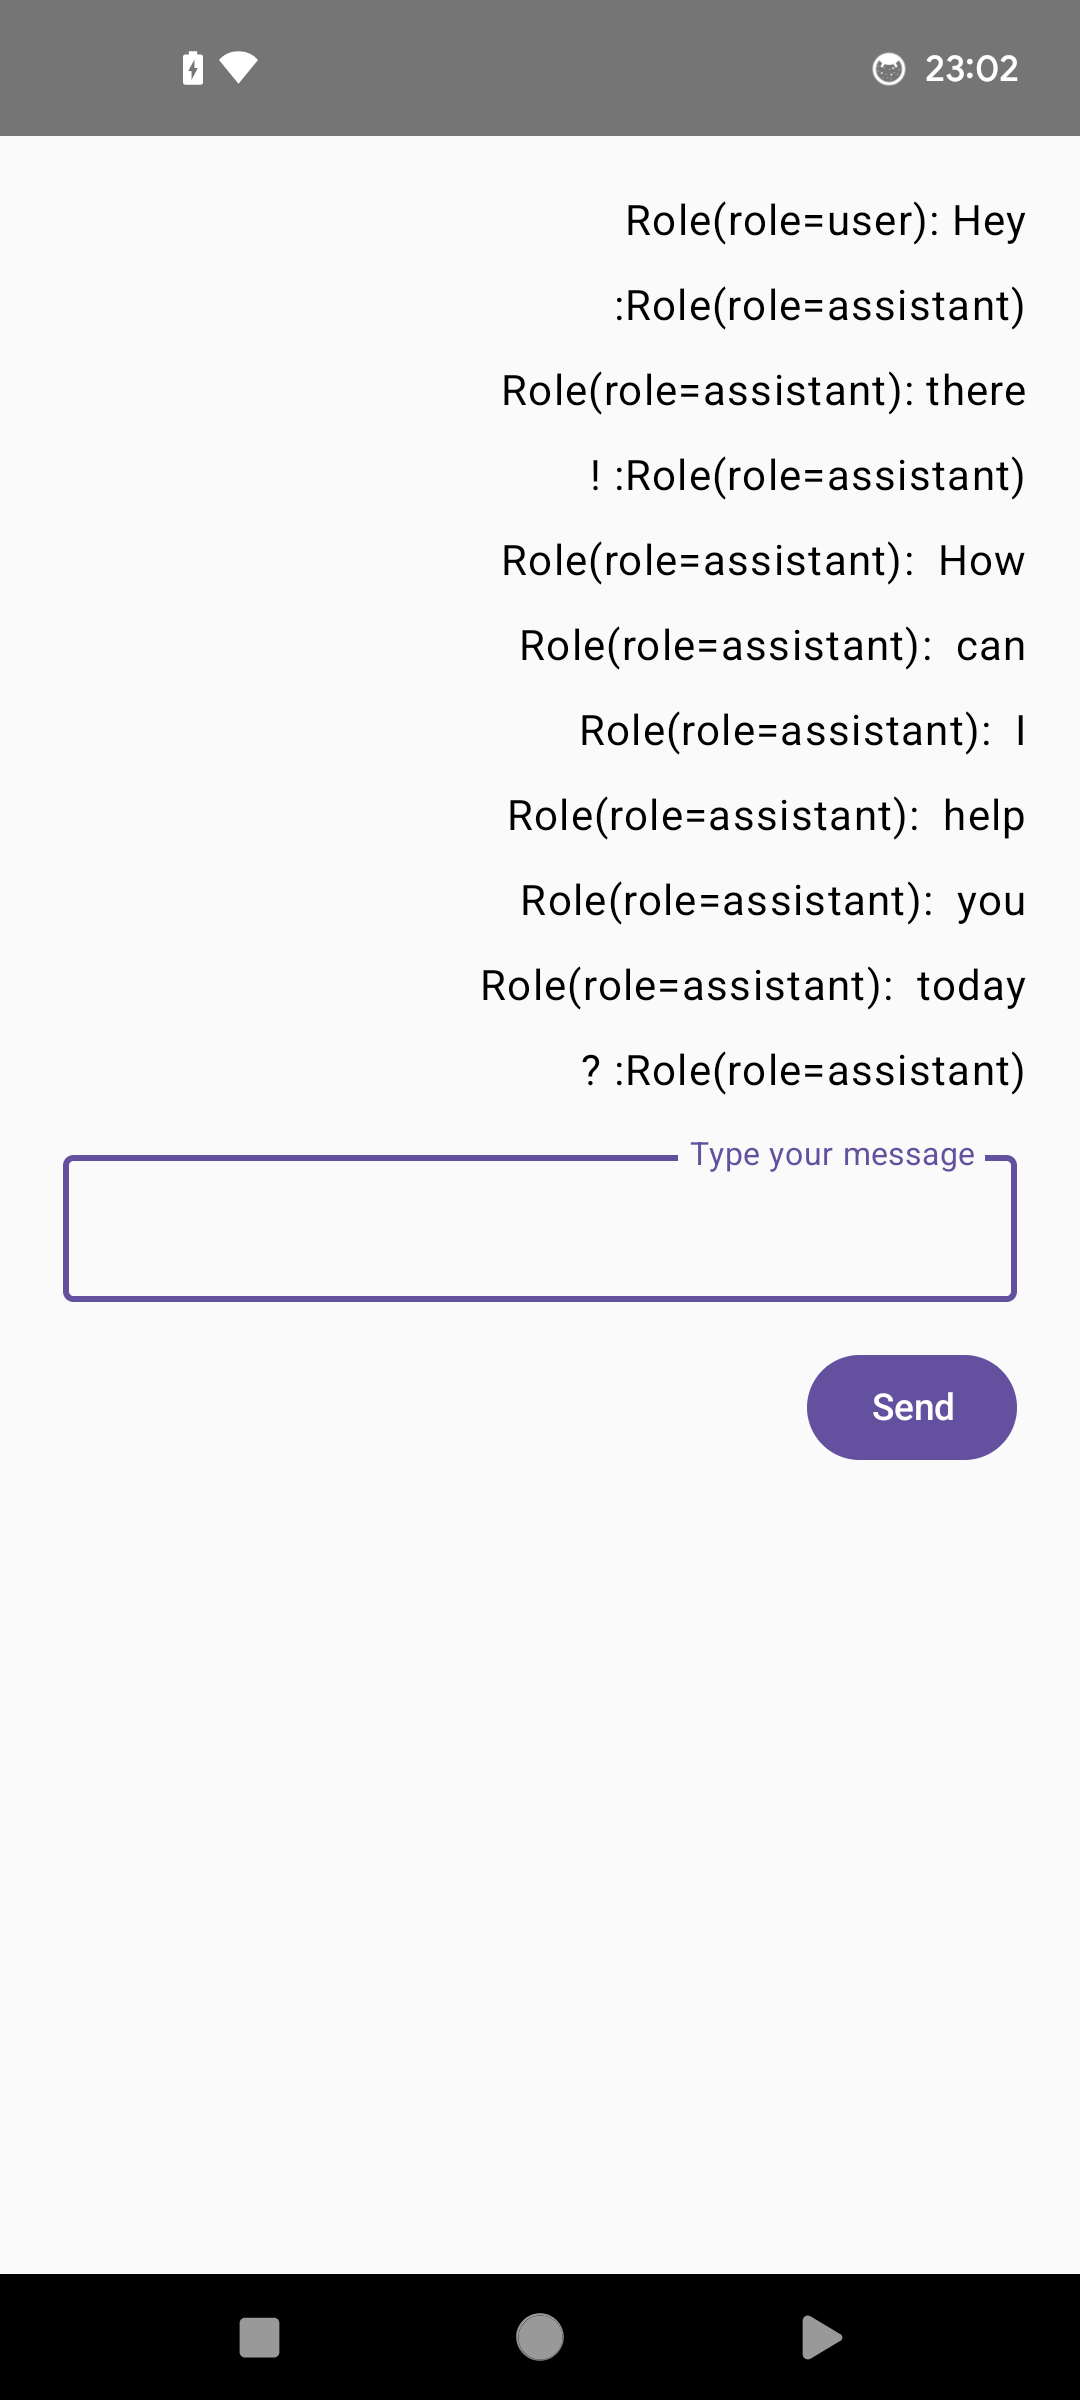 23:02
Role(role=user): Hey
:Role(role=assistant)
Role(role=assistant): there
! :Role(role=assistant)
Role(role=assistant):  How
Role(role=assistant):  can
Role(role=assistant):  I
Role(role=assistant):  help
Role(role=assistant):  you
Role(role=assistant):  today
? :Role(role=assistant)
Type your message
Send